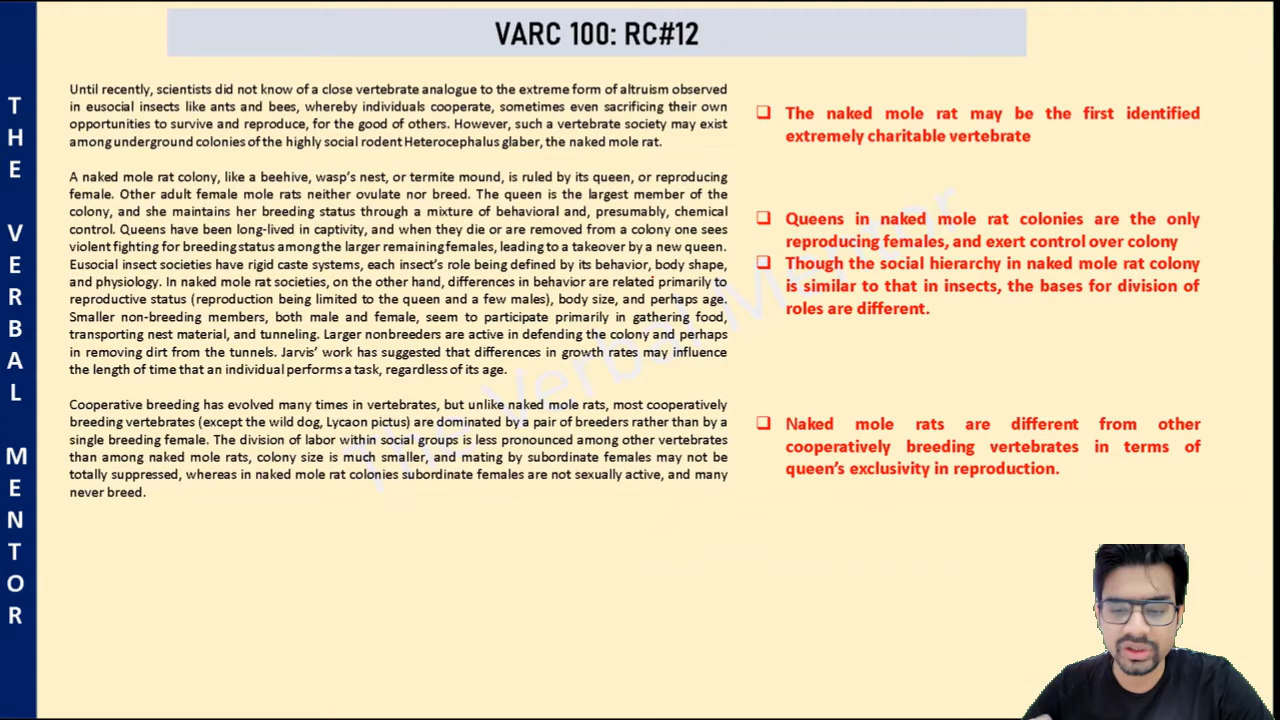 VARC 100: RC#12
THE VERBAL MENTOR
Until recently, scientists did not know of a close vertebrate analogue to the extreme form of altruism observed
in eusocial insects like ants and bees, whereby individuals cooperate, sometimes even sacrificing their own
opportunities to survive and reproduce, for the good of others. However, such a vertebrate society may exist
among underground colonies of the highly social rodent Heterocephalus glaber, the naked mole rat.
A naked mole rat colony, like a beehive, wasp's nest, or termite mound, is ruled by its queen, or reproducing
female. Other adult female mole rats neither ovulate nor breed. The queen is the largest member of the
colony, and she maintains her breeding status through a mixture of behavioral and, presumably, chemical
control. Queens have been long-lived in captivity, and when they die or are removed from a colony one sees
violent fighting for breeding status among the larger remaining females, leading to a takeover by a new queen.
Eusocial insect societies have rigid caste systems, each insect's role being defined by its behavior, body shape,
and physiology. In naked mole rat societies, on the other hand, differences in behavior are related primarily to
reproductive status (reproduction being limited to the queen and a few males), body size, and perhaps age.
Smaller non-breeding members, both male and female, seem to participate primarily in gathering food,
transporting nest material, and tunneling. Larger nonbreeders are active in defending the colony and perhaps
in removing dirt from the tunnels. Jarvis' work has suggested that differences in growth rates may influence
the length of time that an individual performs a task, regardless of its age.
Cooperative breeding has evolved many times in vertebrates, but unlike naked mole rats, most cooperatively
breeding vertebrates (except the wild dog, Lycaon pictus) are dominated by a pair of breeders rather than by a
single breeding female. The division of labor within social groups is less pronounced among other vertebrates
than among naked mole rats, colony size is much smaller, and mating by subordinate females may not be
totally suppressed, whereas in naked mole rat colonies subordinate females are not sexually active, and many
never breed.
The naked mole rat may be the first identified
extremely charitable vertebrate
Queens in naked mole rat colonies are the only
reproducing females, and exert control over colony
Though the social hierarchy in naked mole rat colony
is similar to that in insects, the bases for division of
roles are different.
Naked mole rats are different from other
cooperatively breeding vertebrates in terms of
queen's exclusivity in reproduction.
The Verbal Mentor